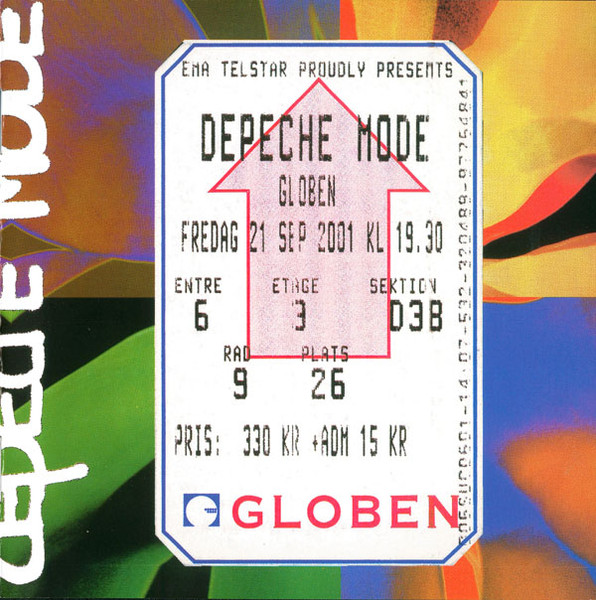 depeche MODE
EMA TELSTAR PROUDLY PRESENTS
DEPECHE MODE
GLOBEN
FREDAG 21 SEP 2001 KL 19.30
ENTRE ETAGE SEKTION
6 3 D3B
RAD PLATS
9 26
PRIS: 330 KR +ADM 15 KR
GLOBEN